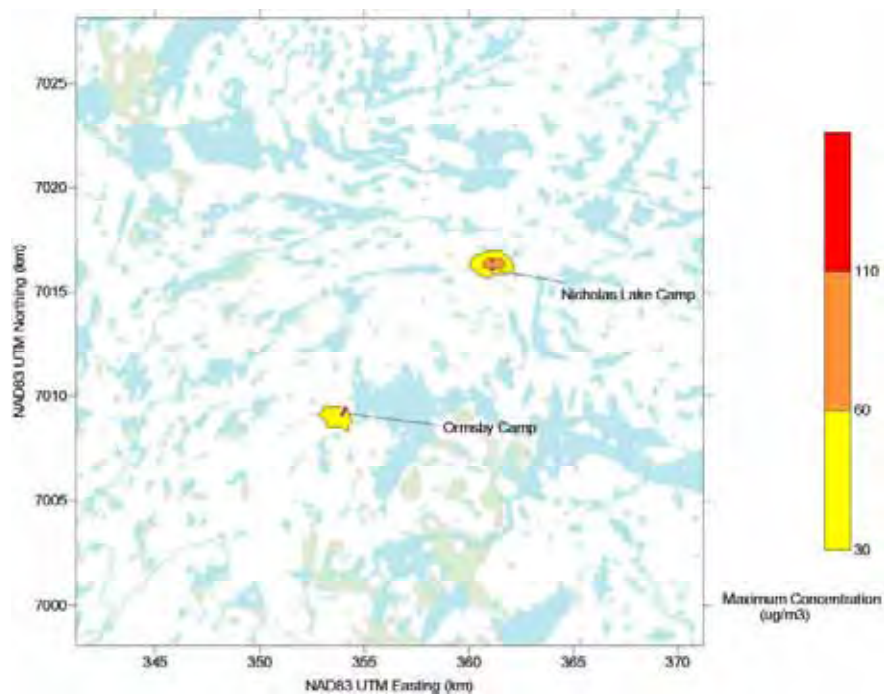 7025
7020
7015
7010
7005
7000
NAD83 UTM Northing (km)
Nicholas Lake Camp
Ormsby Camp
345
350
355
360
365
370
NAD83 UTM Easting (km)
110
60
30
Maximum Concentration
(ug/m3)